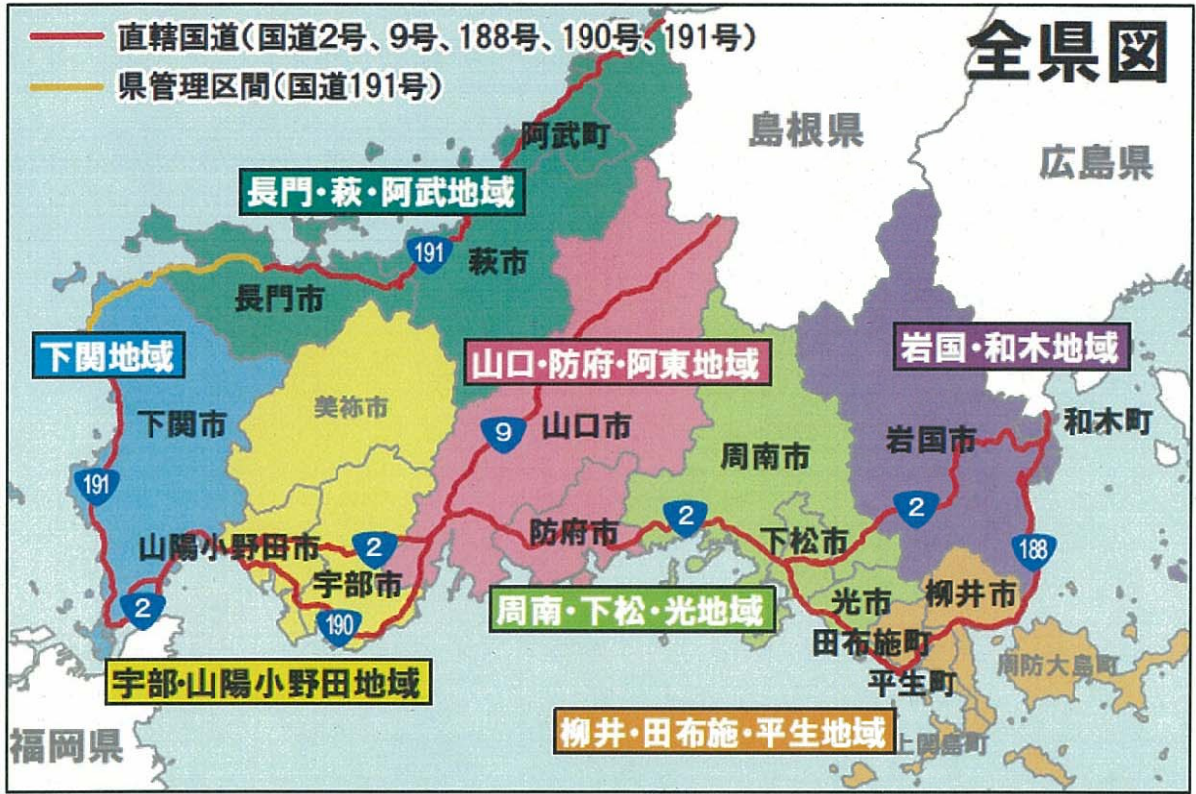 直轄国道(国道2号、9号、188号、190号、191号)
県管理区間(国道191号)
全県図
島根県
広島県
阿武町
長門・萩・阿武地域
191
萩市
長門市
下関地域
山口・防府・阿東地域
岩国・和木地域
下関市
美祢市
9
山口市
周南市
岩国市
和木町
191
2
2
防府市
下松市
山陽小野田市
2
188
宇部市
2
190
周南・下松・光地域
光市
柳井市
田布施町
平生町
周防大島町
宇部・山陽小野田地域
柳井・田布施・平生地域
上関島町
福岡県